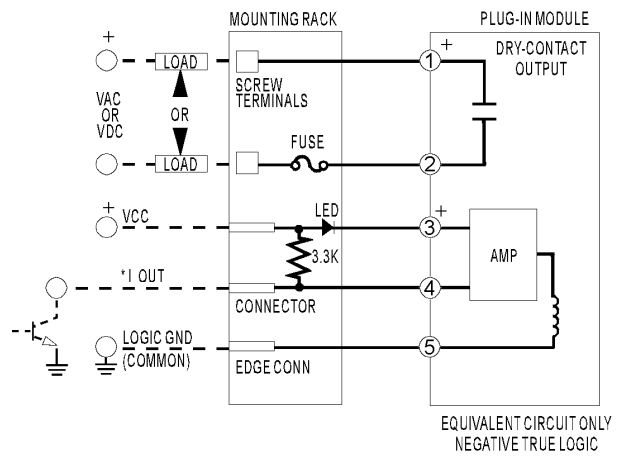 MOUNTING RACK
PLUG-IN MODULE
+
LOAD
1
+
DRY-CONTACT
OUTPUT
SCREW
TERMINALS
VAC
OR
VDC
OR
FUSE
LOAD
2
+
VCC
LED
3
+
3.3K
AMP
*I OUT
4
CONNECTOR
LOGIC GND
(COMMON)
5
EDGE CONN
EQUIVALENT CIRCUIT ONLY
NEGATIVE TRUE LOGIC